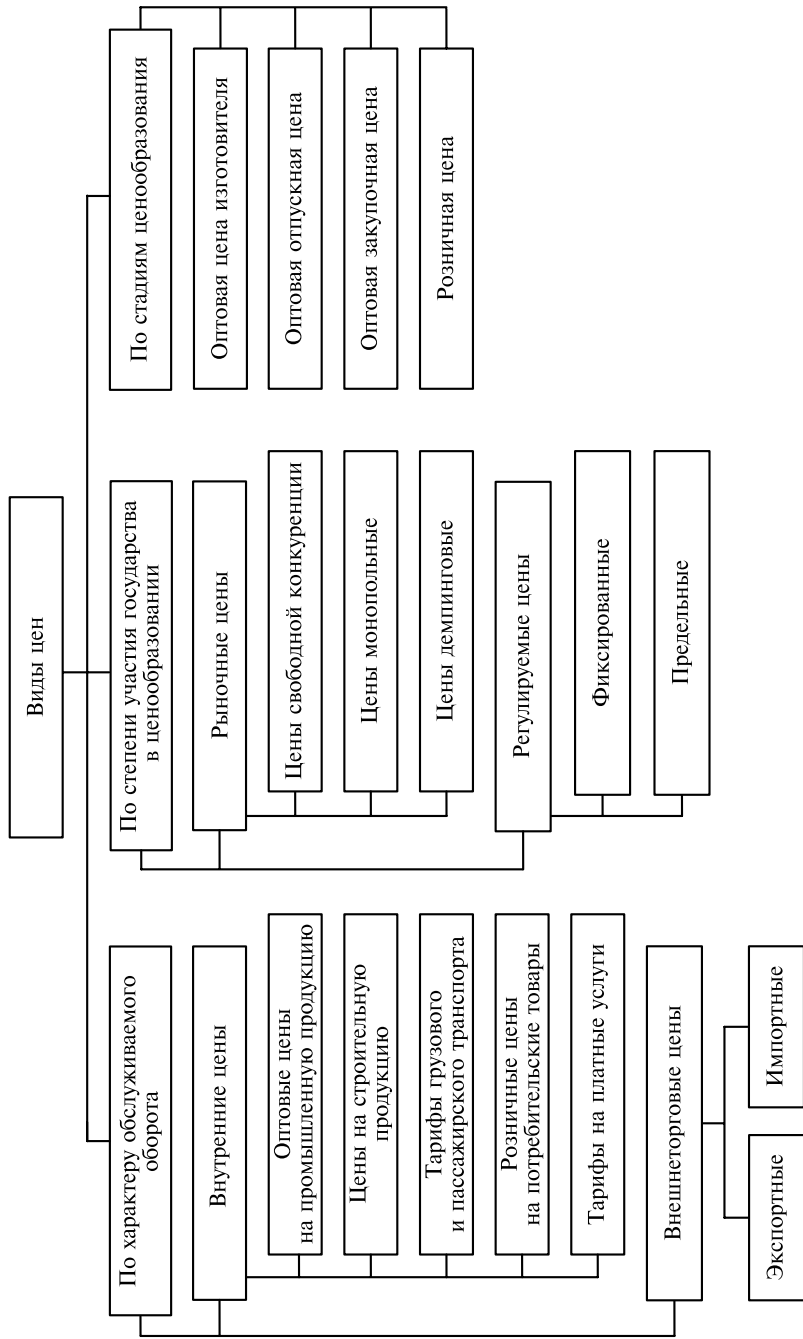 Виды цен
По характеру обслуживаемого
оборота
Внутренние цены
Оптовые цены
на промышленную продукцию
Цены на строительную
продукцию
Тарифы грузового
и пассажирского транспорта
Розничные цены
на потребительские товары
Тарифы на платные услуги
Внешнеторговые цены
Экспортные
Импортные
По степени участия государства
в ценообразовании
Рыночные цены
Цены свободной конкуренции
Цены монопольные
Цены демпинговые
Регулируемые цены
Фиксированные
Предельные
По стадиям ценообразования
Оптовая цена изготовителя
Оптовая отпускная цена
Оптовая закупочная цена
Розничная цена